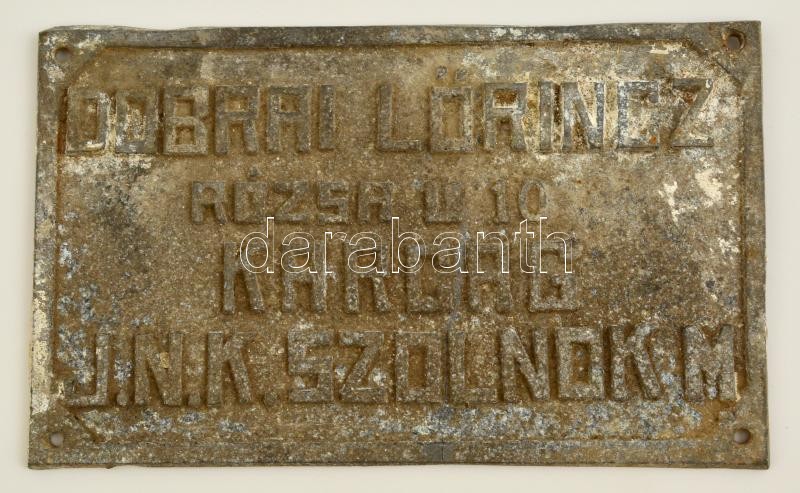 DOBRAI LŐRINCZ
RÓZSA U 10
darabanth
KARCAG
J.N.K. SZOLNOK M